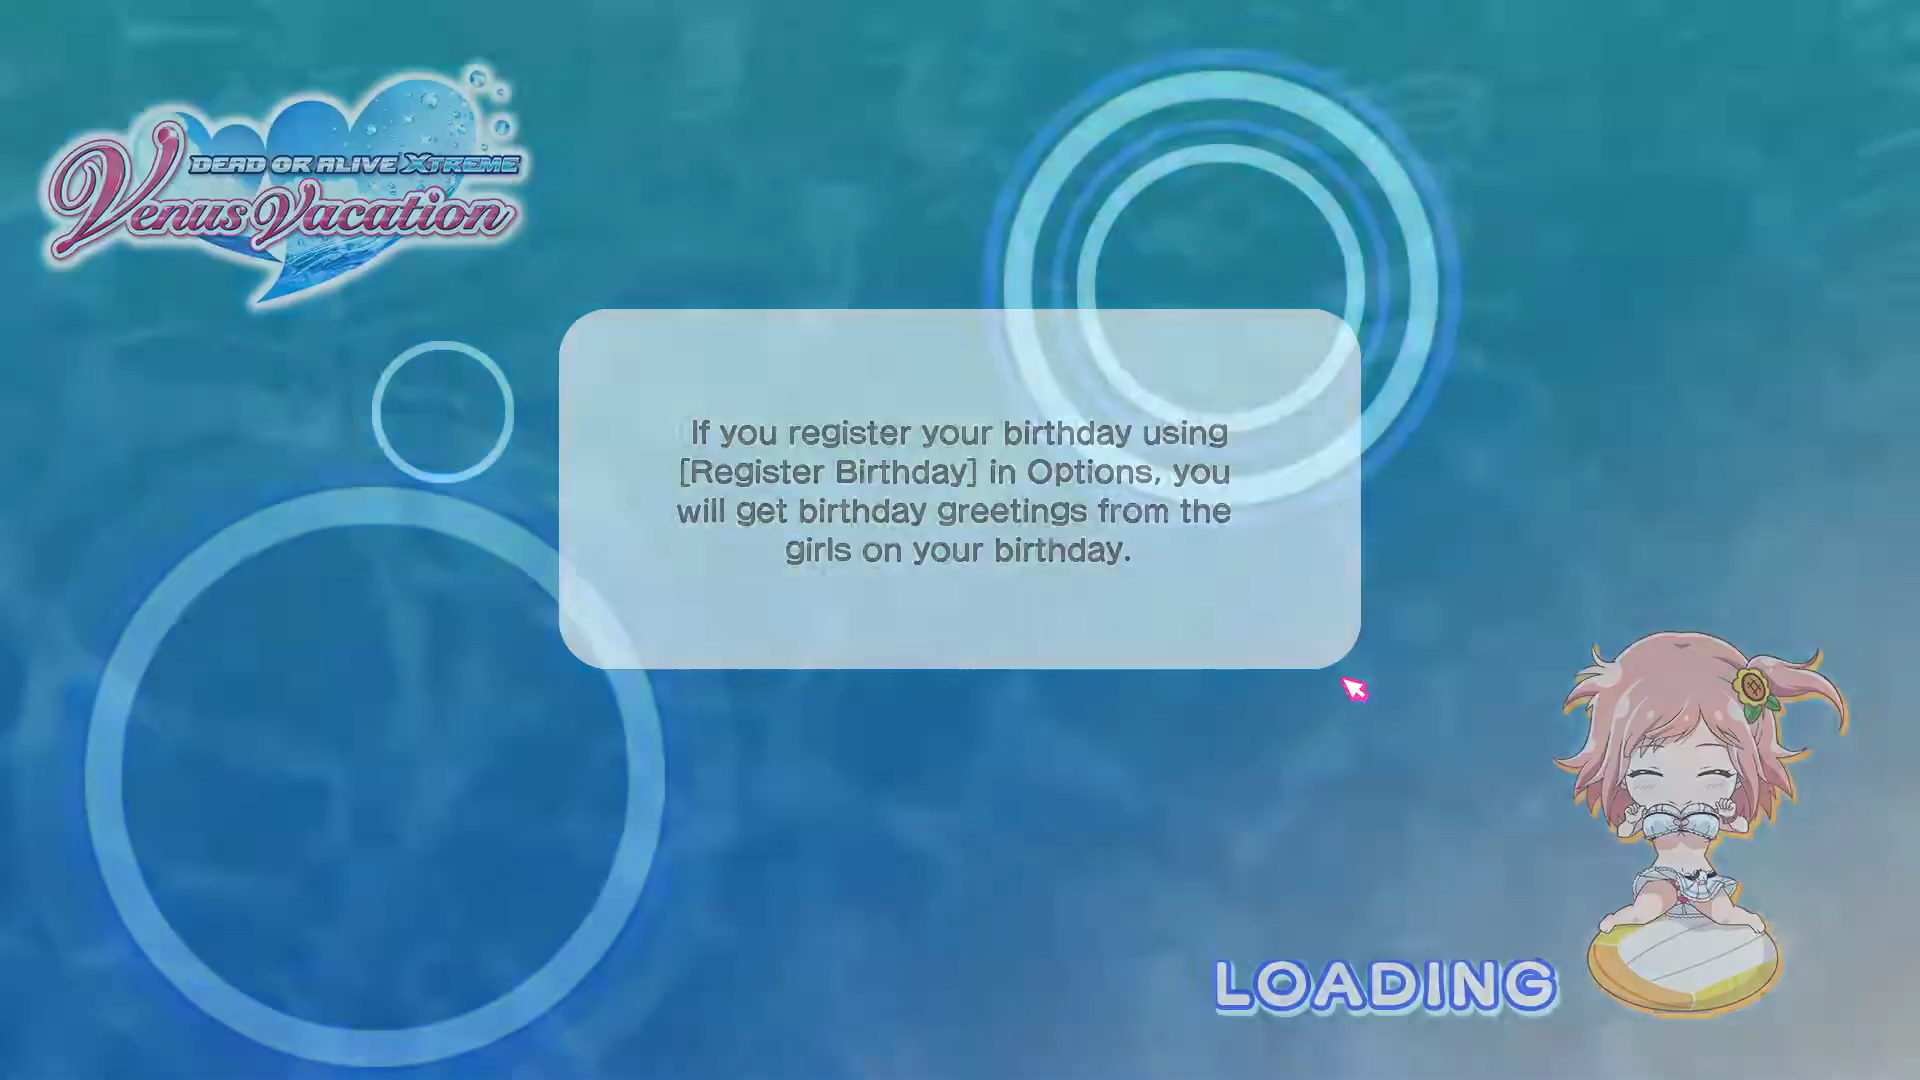 DEAD OR ALIVE XTREME
Venus Vacation
If you register your birthday using
[Register Birthday] in Options, you
will get birthday greetings from the
girls on your birthday.
LOADING